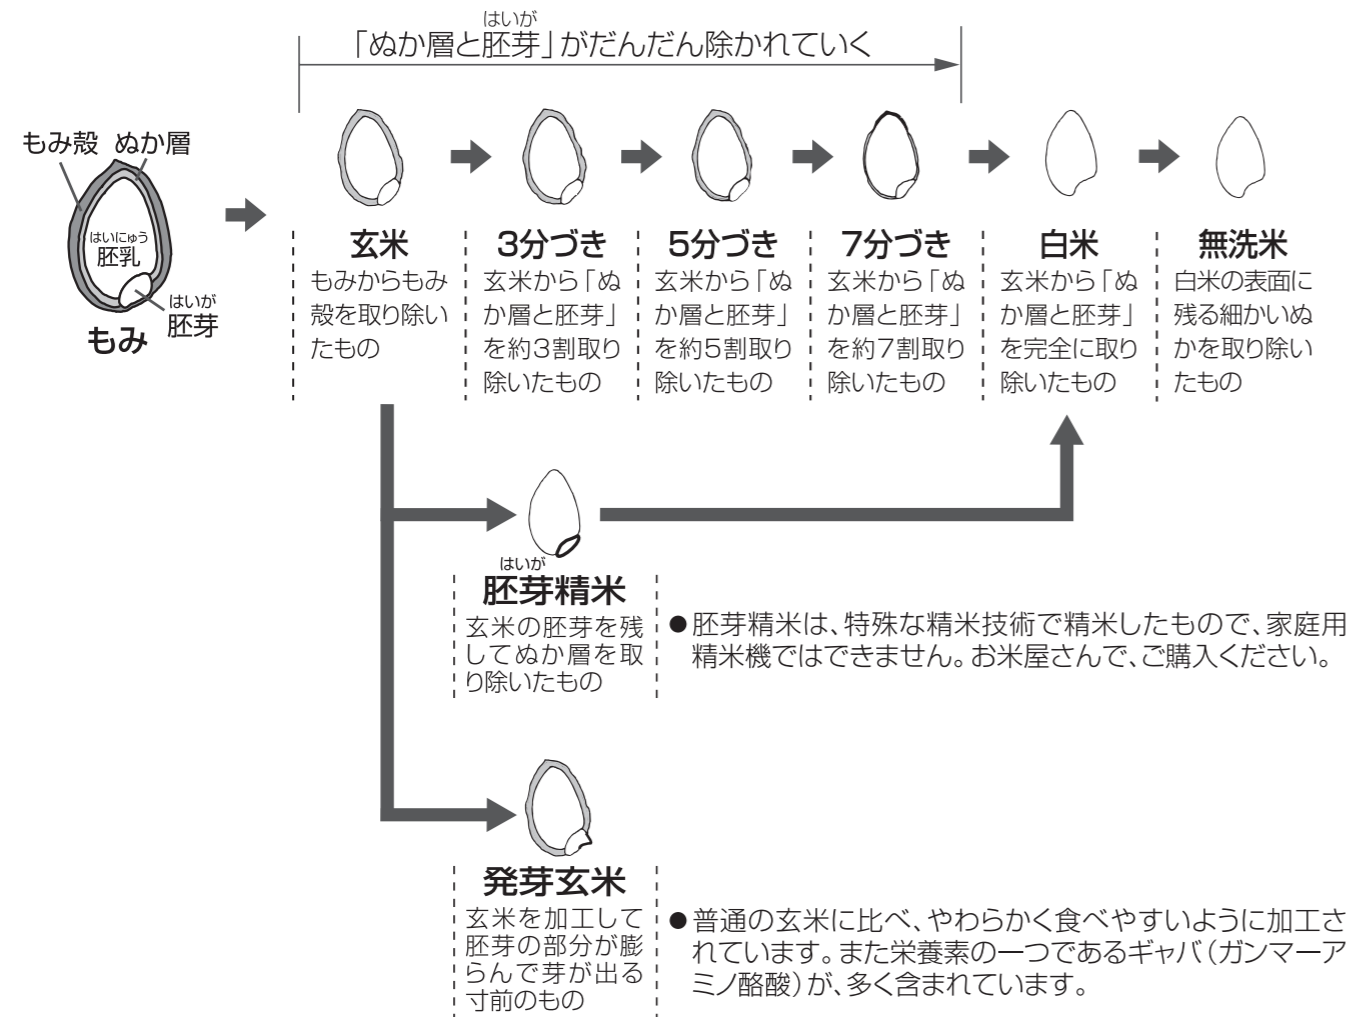 はいが
「ぬか層と胚芽」がだんだん除かれていく
もみ殻 ぬか層
はいにゅう
胚乳
はいが
胚芽
もみ
玄米
もみからもみ
殻を取り除い
たもの
3分づき
玄米から「ぬ
か層と胚芽」
を約3割取り
除いたもの
5分づき
玄米から「ぬ
か層と胚芽」
を約5割取り
除いたもの
7分づき
玄米から「ぬ
か層と胚芽」
を約7割取り
除いたもの
白米
玄米から「ぬ
か層と胚芽」
を完全に取り
除いたもの
無洗米
白米の表面に
残る細かいぬ
かを取り除い
たもの
はいが
胚芽精米
玄米の胚芽を残
してぬか層を取
り除いたもの
●胚芽精米は、特殊な精米技術で精米したもので、家庭用
精米機ではできません。お米屋さんで、ご購入ください。
発芽玄米
玄米を加工して
胚芽の部分が膨
らんで芽が出る
寸前のもの
●普通の玄米に比べ、やわらかく食べやすいように加工さ
れています。また栄養素の一つであるギャバ(ガンマーア
ミノ酪酸)が、多く含まれています。